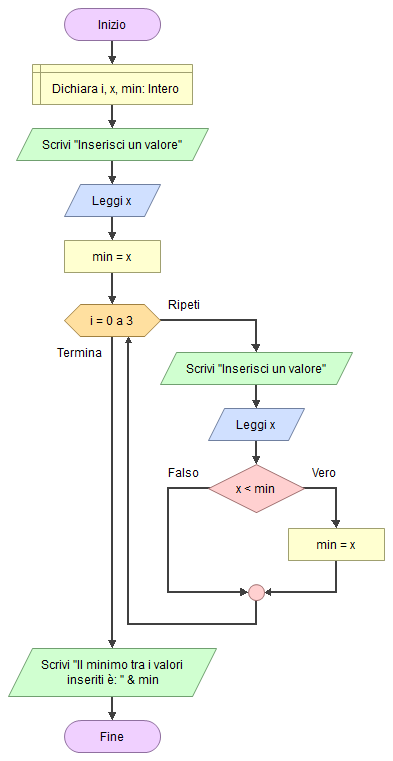 Inizio
Dichiara i, x, min: Intero
Scrivi "Inserisci un valore"
Leggi x
min = x
i = 0 a 3
Ripeti
Termina
Scrivi "Inserisci un valore"
Leggi x
Falso
x < min
Vero
min = x
Scrivi "Il minimo tra i valori
inseriti è: " & min
Fine